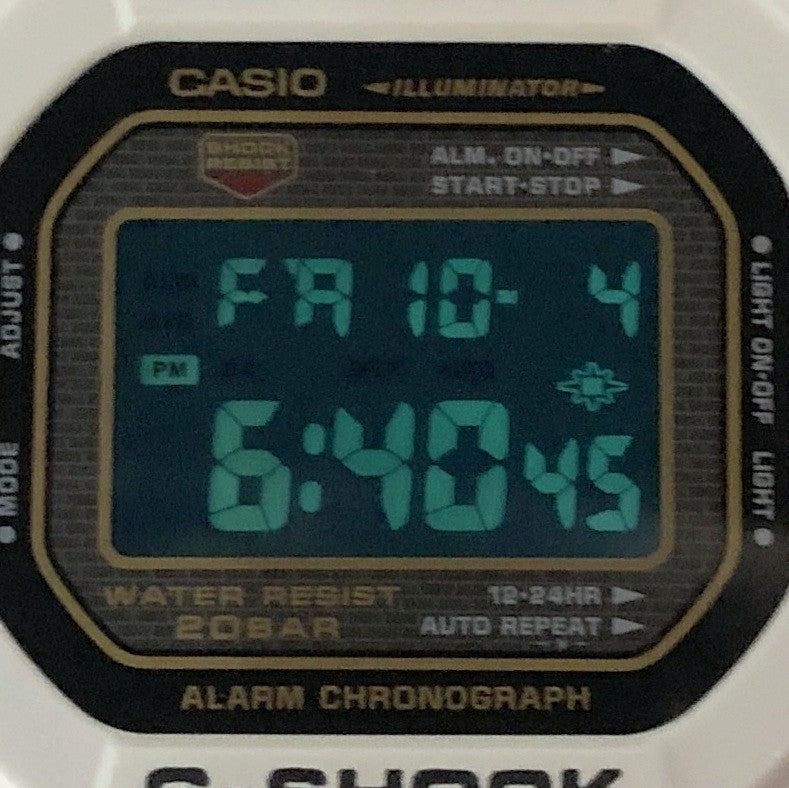 CASIO ILLUMINATOR
SHOCK
RESIST
ALM. ON·OFF
START·STOP
ADJUST
MODE
LIGHT ON·OFF
LIGHT
FR 10- 4
PM
6:40 45
WATER RESIST
20BAR
12·24HR
AUTO REPEAT
ALARM CHRONOGRAPH
G-SHOCK